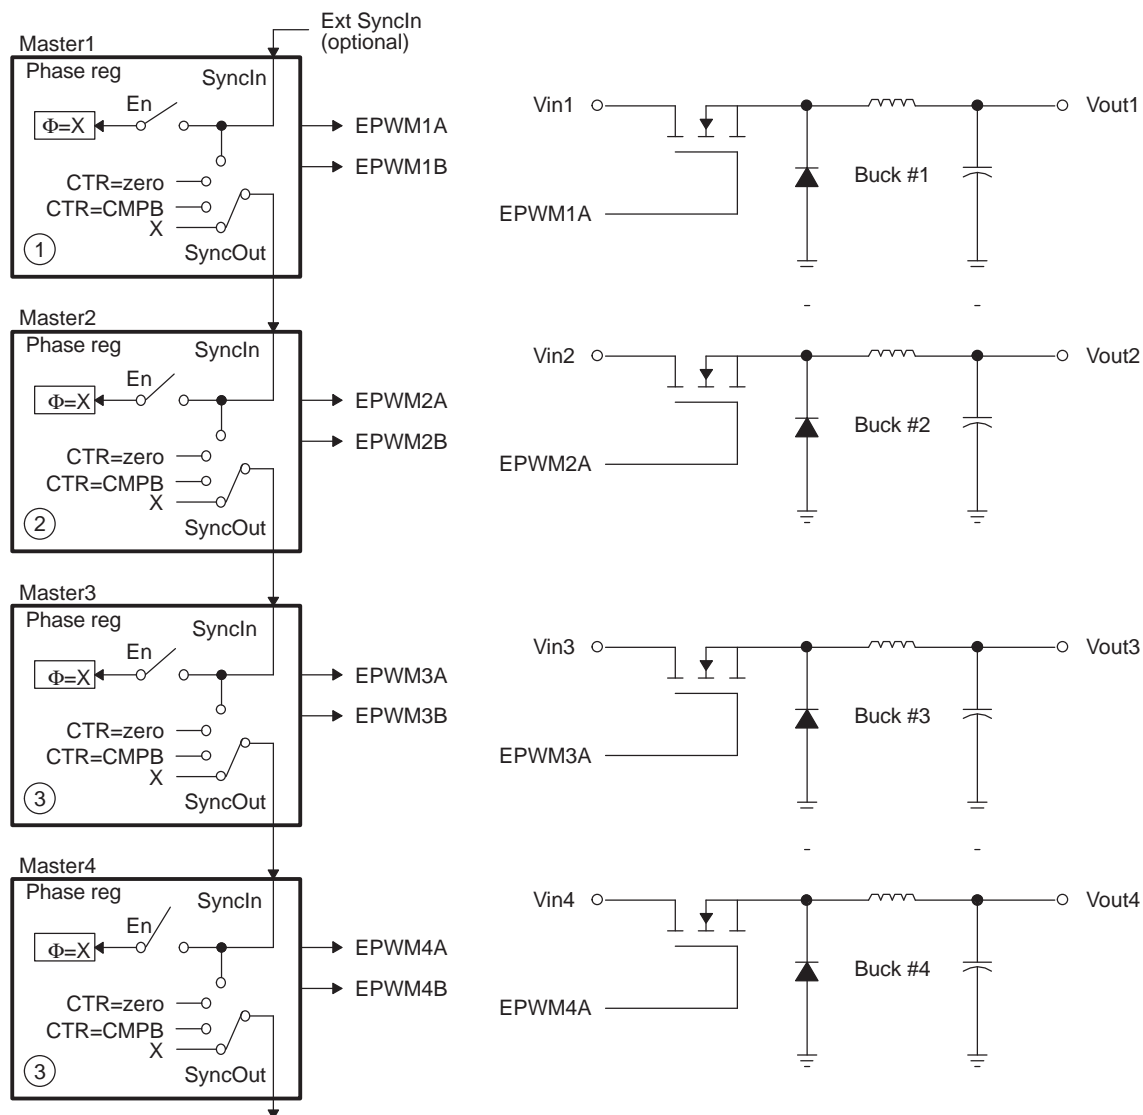 Ext SyncIn
(optional)
Master1
Phase reg
SyncIn
En
Φ=X
EPWM1A
EPWM1B
CTR=zero
CTR=CMPB
X
SyncOut
1
Vin1
Vout1
Buck #1
EPWM1A
Master2
Phase reg
SyncIn
En
Φ=X
EPWM2A
EPWM2B
CTR=zero
CTR=CMPB
X
SyncOut
2
Vin2
Vout2
Buck #2
EPWM2A
Master3
Phase reg
SyncIn
En
Φ=X
EPWM3A
EPWM3B
CTR=zero
CTR=CMPB
X
SyncOut
3
Vin3
Vout3
Buck #3
EPWM3A
Master4
Phase reg
SyncIn
En
Φ=X
EPWM4A
EPWM4B
CTR=zero
CTR=CMPB
X
SyncOut
3
Vin4
Vout4
Buck #4
EPWM4A